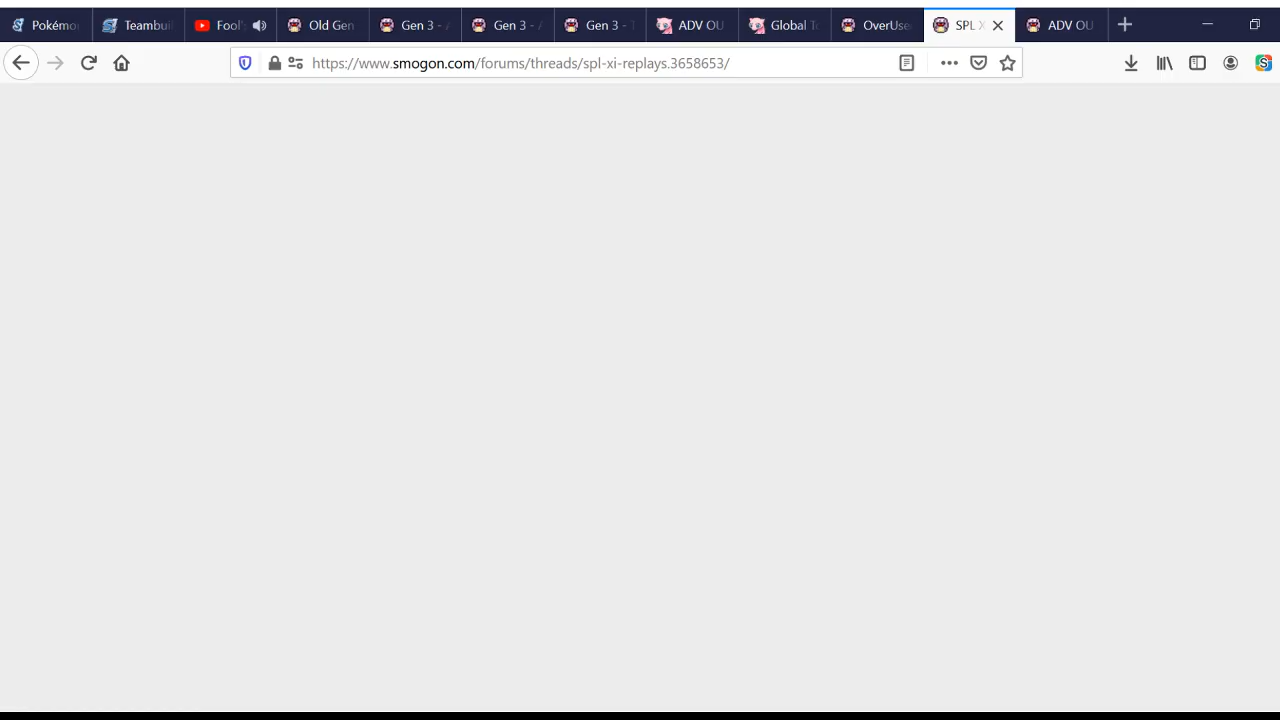 Pokémo Teambui Fool' Old Gen Gen 3 - A Gen 3 - A Gen 3 - ADV OU Global To OverUse SPL X ADV OU
https://www.smogon.com/forums/threads/spl-xi-replays.3658653/